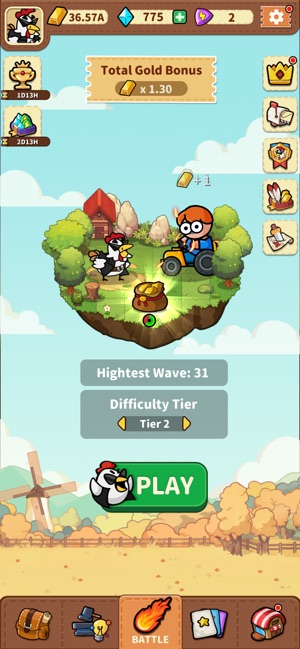 36.57A
775
2
Total Gold Bonus
x 1.30
1D13H
2D13H
+1
Hightest Wave: 31
Difficulty Tier
Tier 2
PLAY
BATTLE